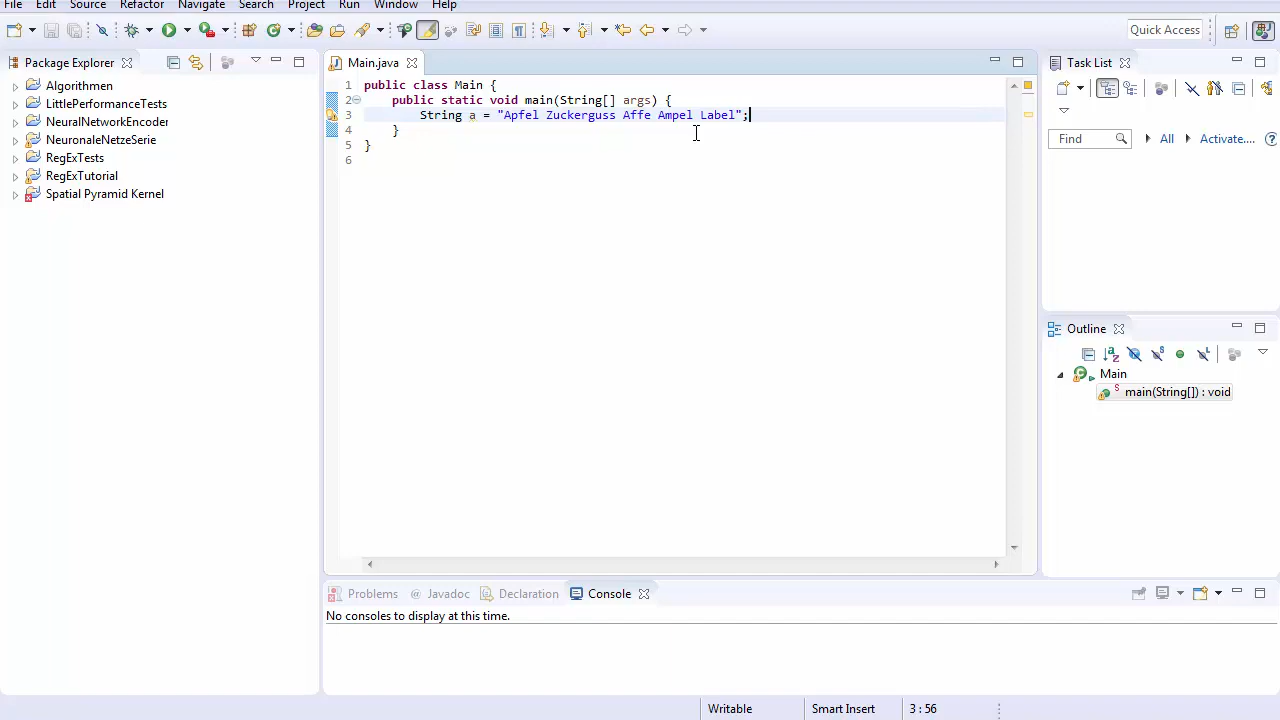 File Edit Source Refactor Navigate Search Project Run Window Help
Quick Access
Package Explorer
Algorithmen
LittlePerformanceTests
NeuralNetworkEncoder
NeuronaleNetzeSerie
RegExTests
RegExTutorial
Spatial Pyramid Kernel
Main.java
1 public class Main {
2 public static void main(String[] args) {
3 String a = "Apfel Zuckerguss Affe Ampel Label";
4 }
5 }
6
Task List
Find All Activate....
Outline
Main
main(String[]) : void
Problems @ Javadoc Declaration Console
No consoles to display at this time.
Writable Smart Insert 3 : 56